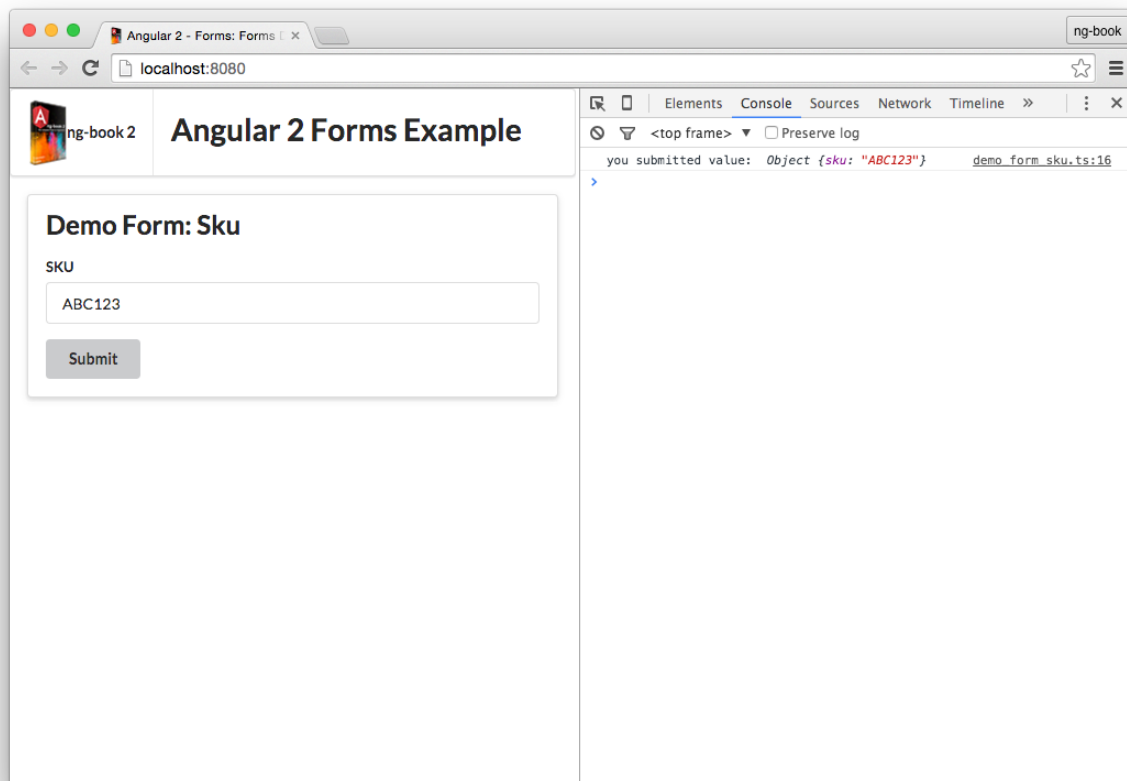 Angular 2 - Forms: Forms
ng-book
localhost:8080
ng-book 2
Angular 2 Forms Example
Elements Console Sources Network Timeline »
<top frame> ▼ Preserve log
you submitted value: Object {sku: "ABC123"} demo_form_sku.ts:16
>
Demo Form: Sku
SKU
ABC123
Submit